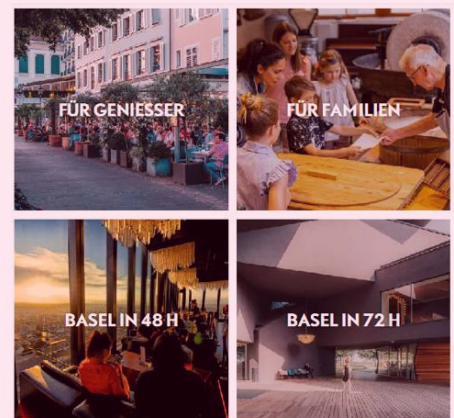 FÜR GENIESSER
FÜR FAMILIEN
BASEL IN 48 H
BASEL IN 72 H